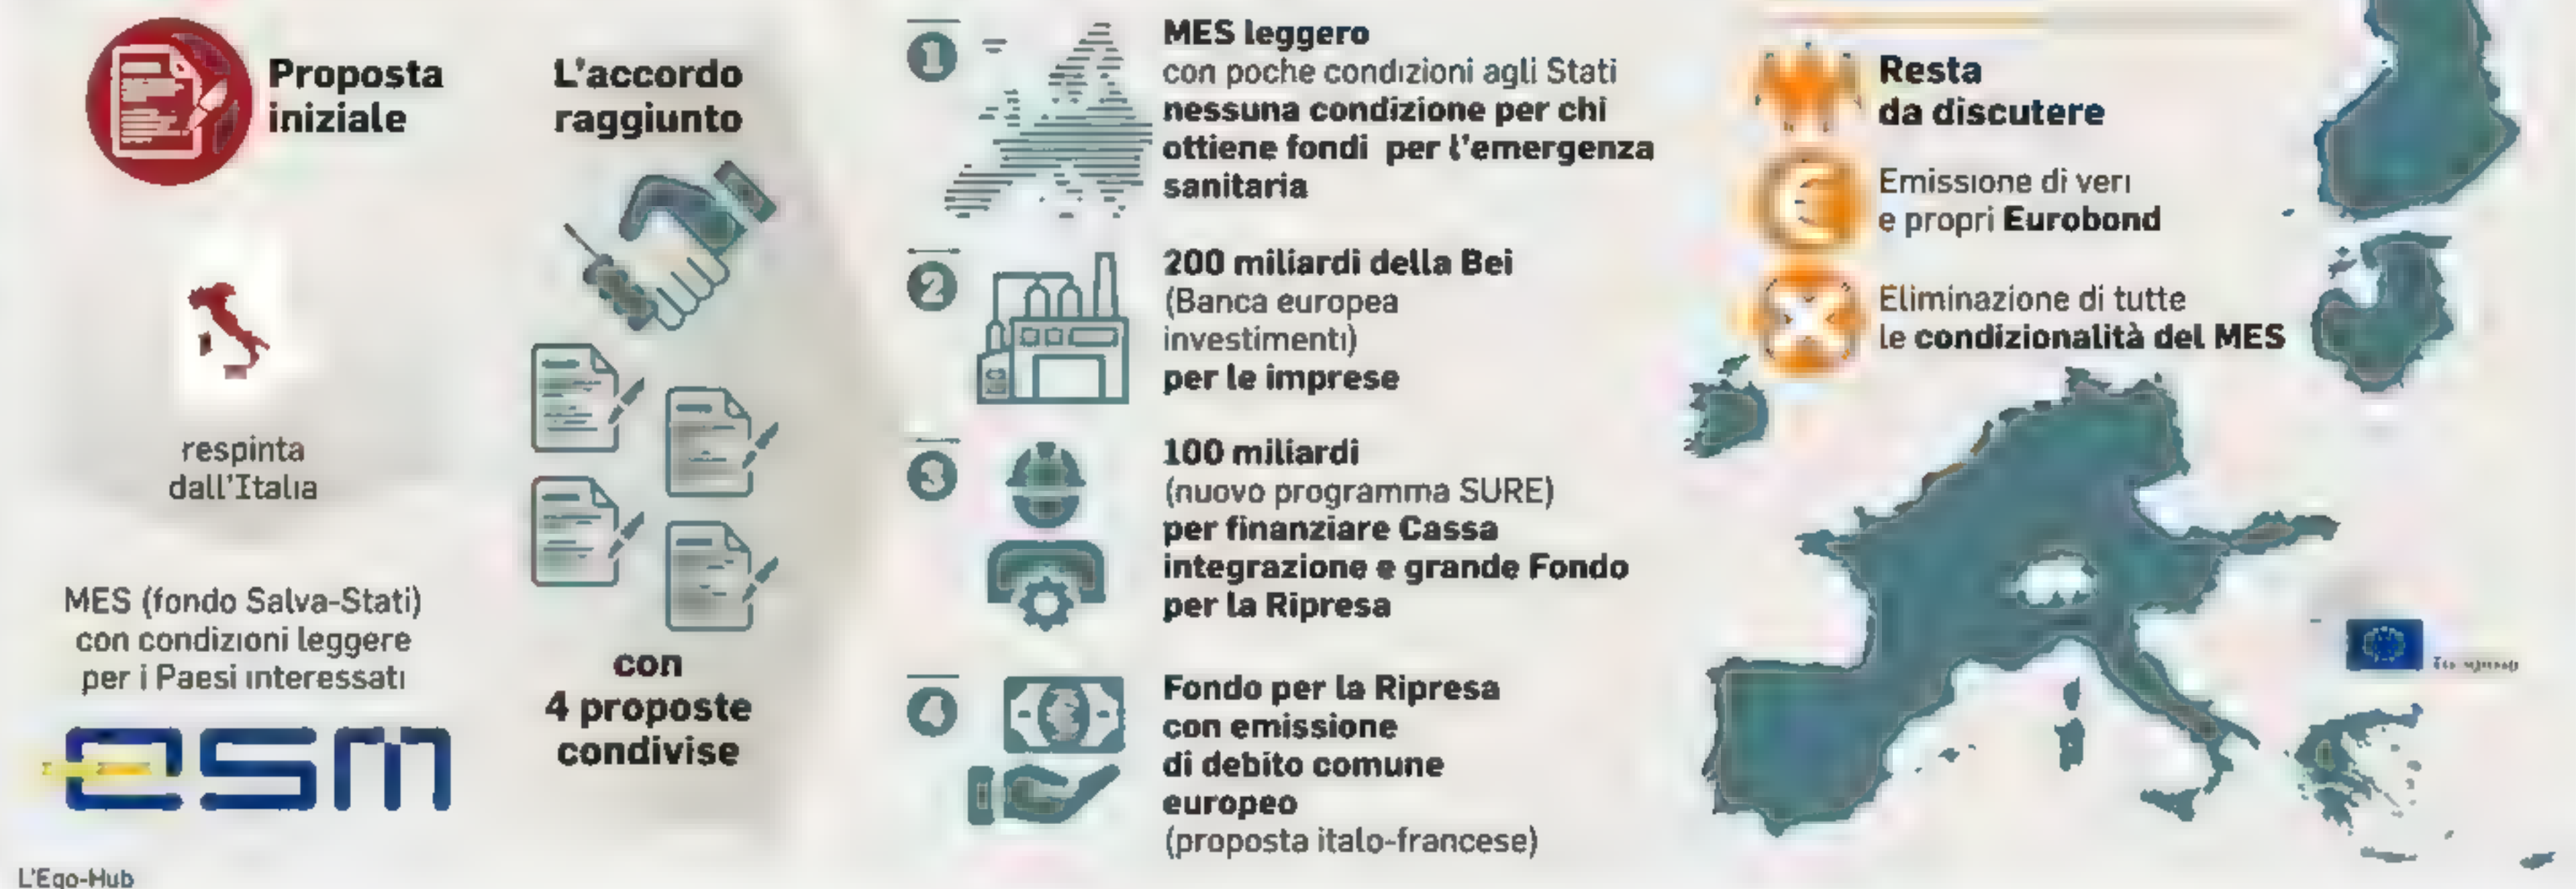 Proposta
iniziale
respinta
dall'Italia
MES (fondo Salva-Stati)
con condizioni leggere
per i Paesi interessati
esm
L'accordo
raggiunto
con
4 proposte
condivise
1
MES leggero
con poche condizioni agli Stati
nessuna condizione per chi
ottiene fondi per l'emergenza
sanitaria
2
200 miliardi della Bei
(Banca europea
investimenti)
per le imprese
3
100 miliardi
(nuovo programma SURE)
per finanziare Cassa
integrazione e grande Fondo
per la Ripresa
4
Fondo per la Ripresa
con emissione
di debito comune
europeo
(proposta italo-francese)
Resta
da discutere
Emissione di veri
e propri Eurobond
Eliminazione di tutte
le condizionalità del MES
L'Ego-Hub